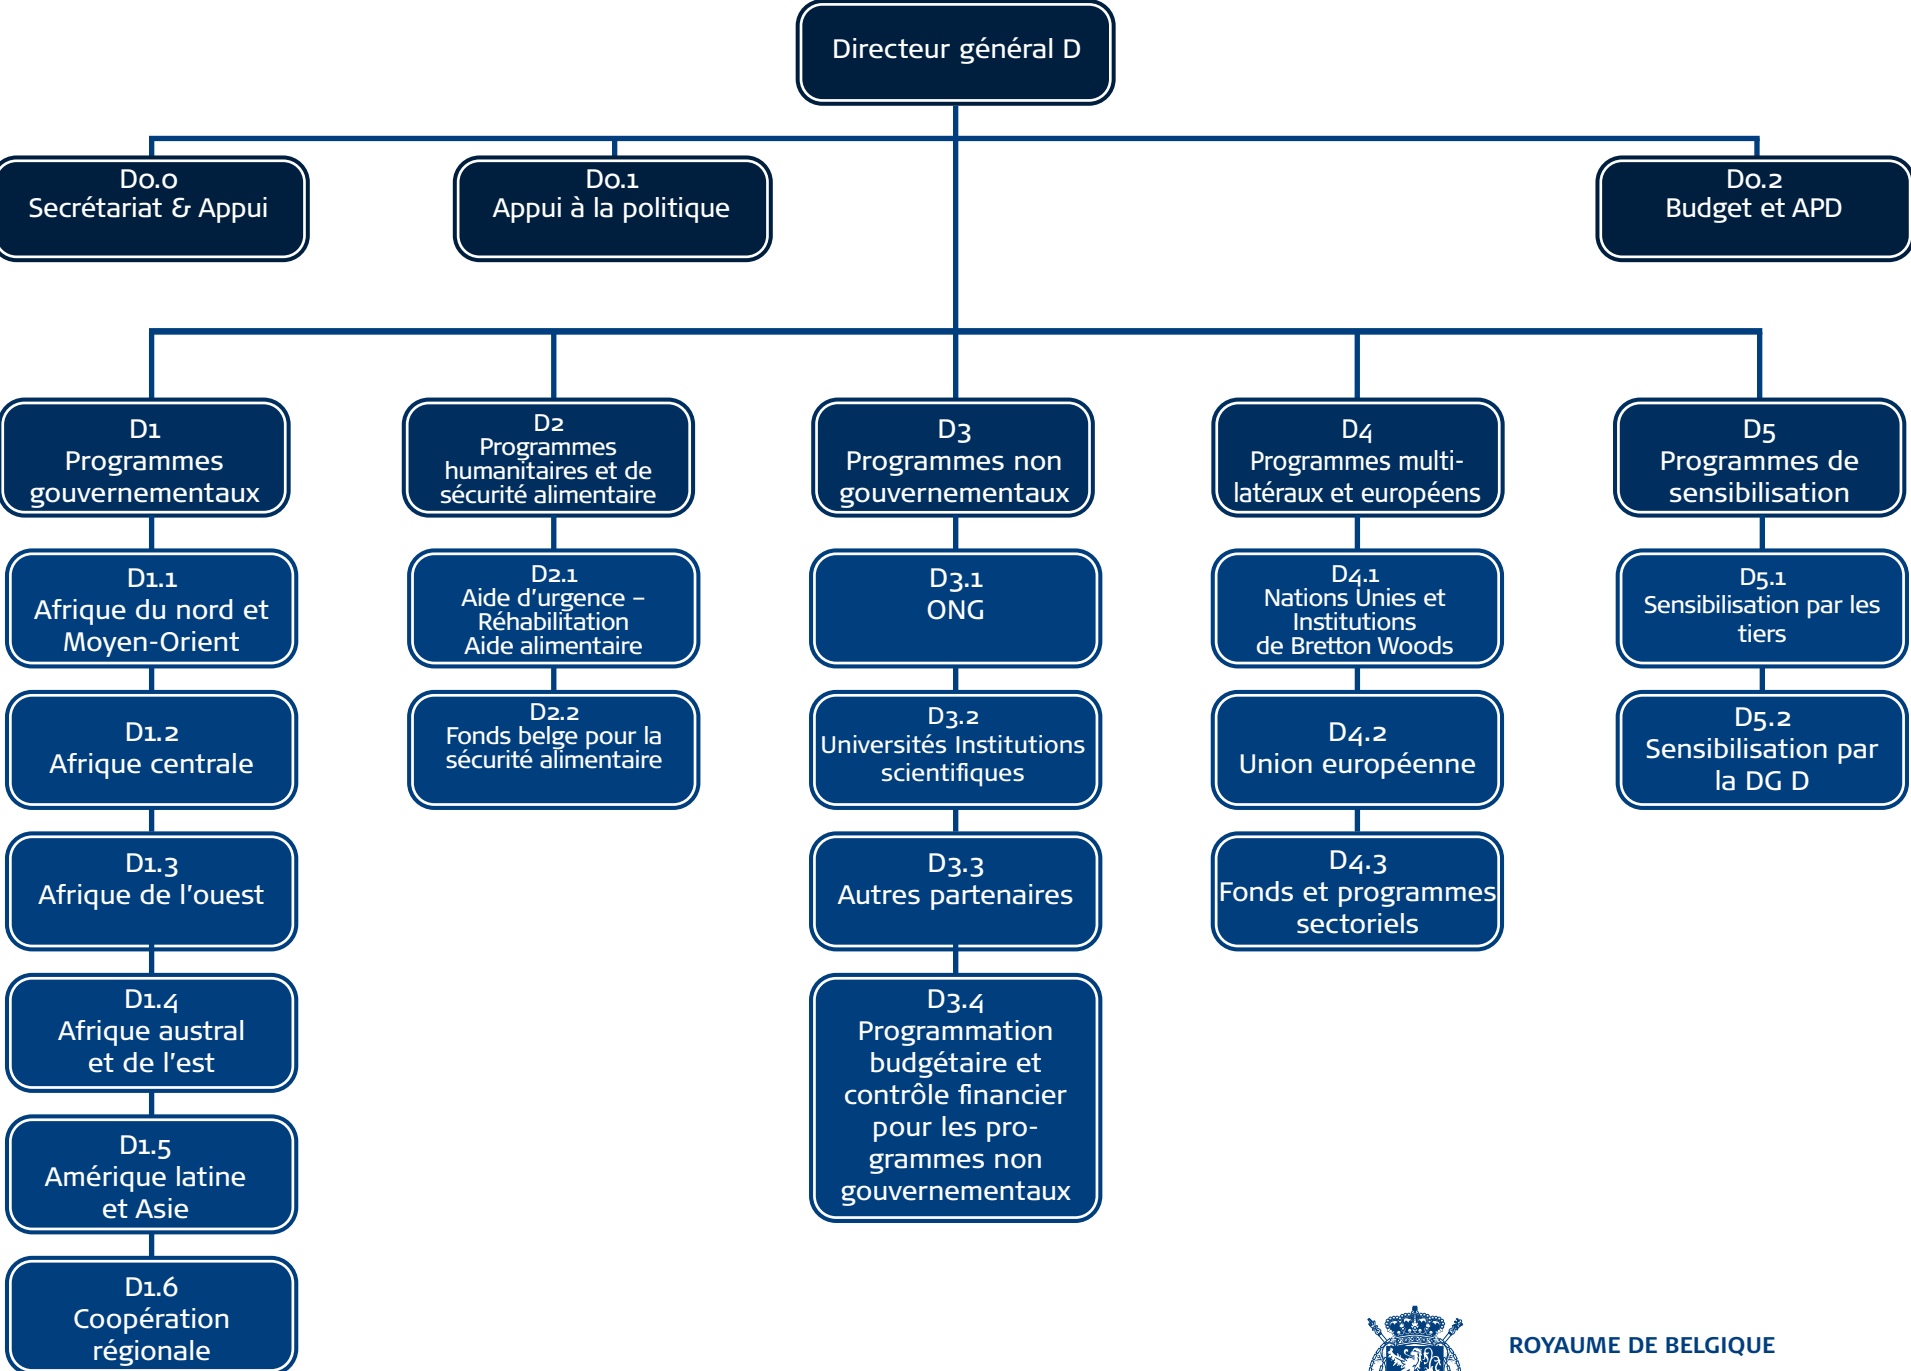 Directeur général D
D0.0
Secrétariat & Appui
D0.1
Appui à la politique
D0.2
Budget et APD
D1
Programmes
gouvernementaux
D2
Programmes
humanitaires et de
sécurité alimentaire
D3
Programmes non
gouvernementaux
D4
Programmes multi-
latéraux et européens
D5
Programmes de
sensibilisation
D1.1
Afrique du nord et
Moyen-Orient
D1.2
Afrique centrale
D1.3
Afrique de l'ouest
D1.4
Afrique austral
et de l'est
D1.5
Amérique latine
et Asie
D1.6
Coopération
régionale
D2.1
Aide d'urgence –
Réhabilitation
Aide alimentaire
D2.2
Fonds belge pour la
sécurité alimentaire
D3.1
ONG
D3.2
Universités Institutions
scientifiques
D3.3
Autres partenaires
D3.4
Programmation
budgétaire et
contrôle financier
pour les pro-
grammes non
gouvernementaux
D4.1
Nations Unies et
Institutions
de Bretton Woods
D4.2
Union européenne
D4.3
Fonds et programmes
sectoriels
D5.1
Sensibilisation par les
tiers
D5.2
Sensibilisation par
la DG D
ROYAUME DE BELGIQUE